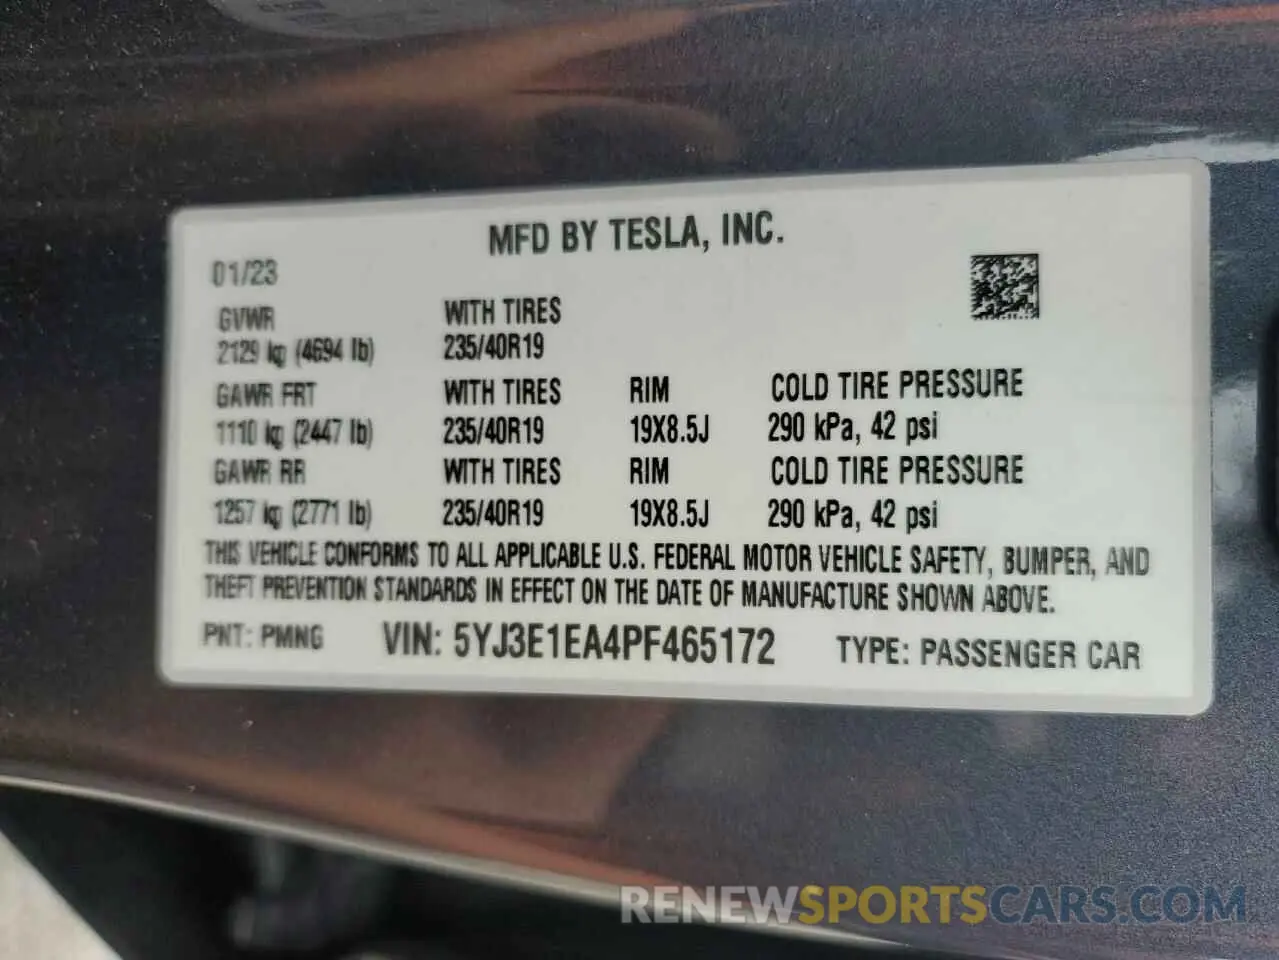 MFD BY TESLA, INC.
01/23
GVWR WITH TIRES
2129 kg (4694 lb) 235/40R19
GAWR FRT WITH TIRES RIM COLD TIRE PRESSURE
1110 kg (2447 lb) 235/40R19 19X8.5J 290 kPa, 42 psi
GAWR RR WITH TIRES RIM COLD TIRE PRESSURE
1257 kg (2771 lb) 235/40R19 19X8.5J 290 kPa, 42 psi
THIS VEHICLE CONFORMS TO ALL APPLICABLE U.S. FEDERAL MOTOR VEHICLE SAFETY, BUMPER, AND
THEFT PREVENTION STANDARDS IN EFFECT ON THE DATE OF MANUFACTURE SHOWN ABOVE.
PNT: PMNG VIN: 5YJ3E1EA4PF465172 TYPE: PASSENGER CAR
RENEWSPORTSCARS.COM